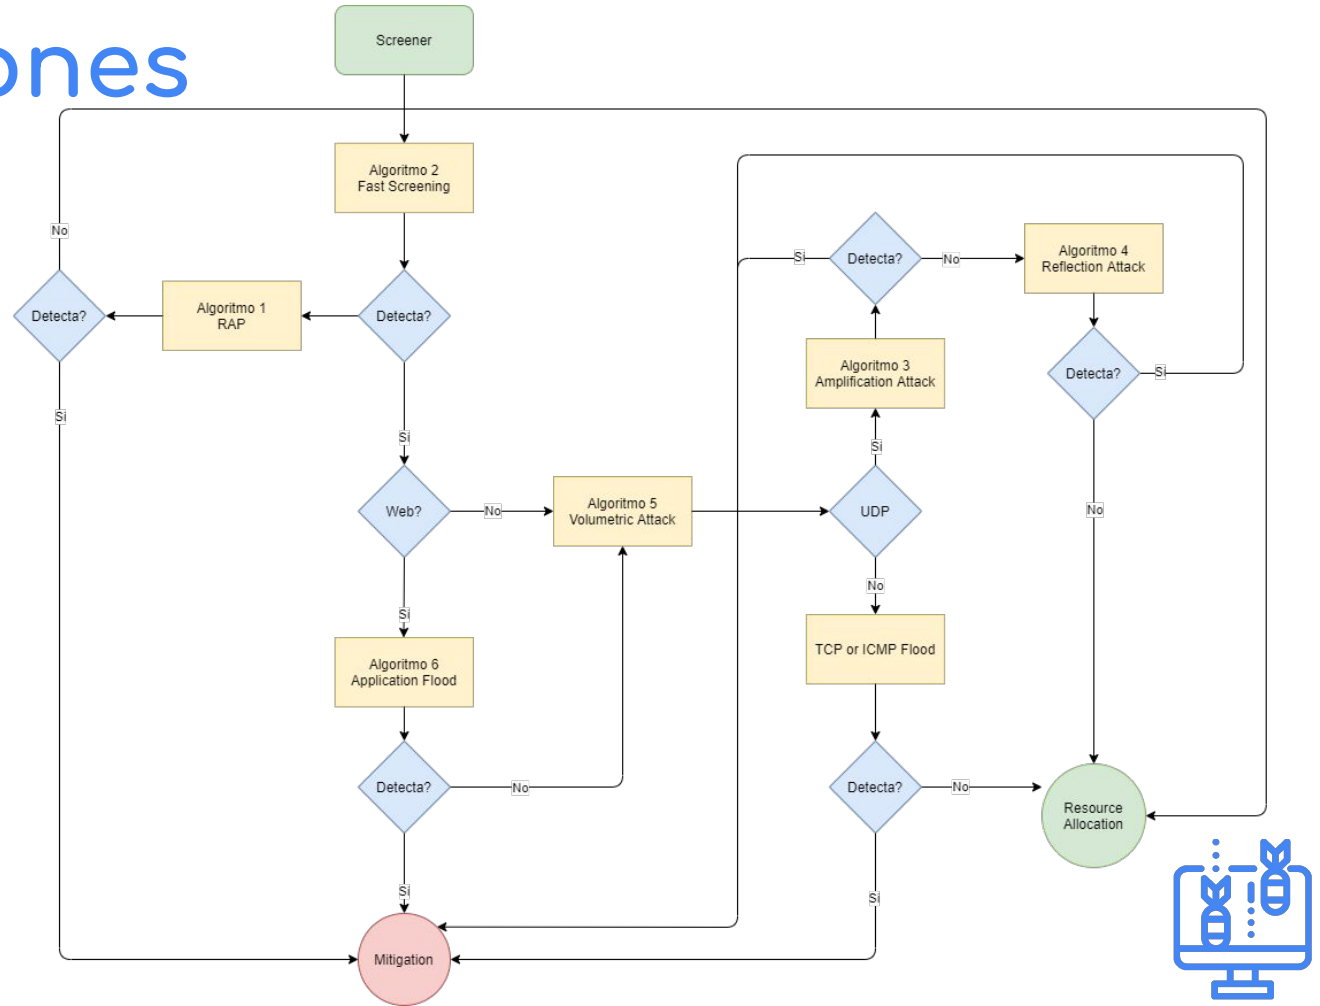 ones
Screener
Algoritmo 2
Fast Screening
No
Detecta?
Algoritmo 1
RAP
Detecta?
Si
Detecta?
No
Algoritmo 4
Reflection Attack
Si
Detecta?
Si
Algoritmo 3
Amplification Attack
Si
Si
Web?
No
Algoritmo 5
Volumetric Attack
UDP
No
No
Si
Algoritmo 6
Application Flood
TCP or ICMP Flood
Detecta?
No
Detecta?
No
Resource
Allocation
Si
Si
Mitigation